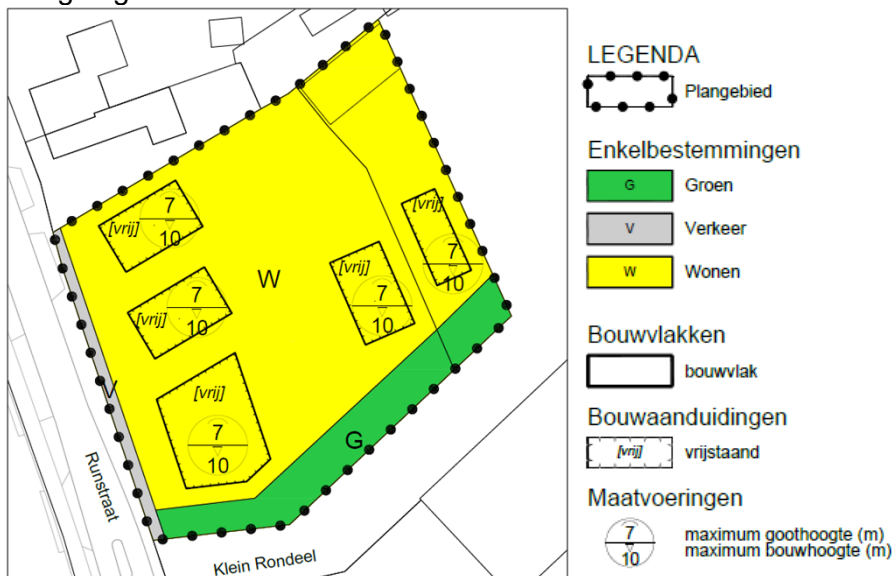 [vrij]
7
10
W
[vrij]
7
10
[vrij]
7
10
[vrij]
7
10
[vrij]
7
10
V
G
Runstraat
Klein Rondeel
LEGENDA
Plangebied
Enkelbestemmingen
G Groen
V Verkeer
W Wonen
Bouwvlakken
bouwvlak
Bouwaanduidingen
[vrij] vrijstaand
Maatvoeringen
7 maximum goothoogte (m)
10 maximum bouwhoogte (m)